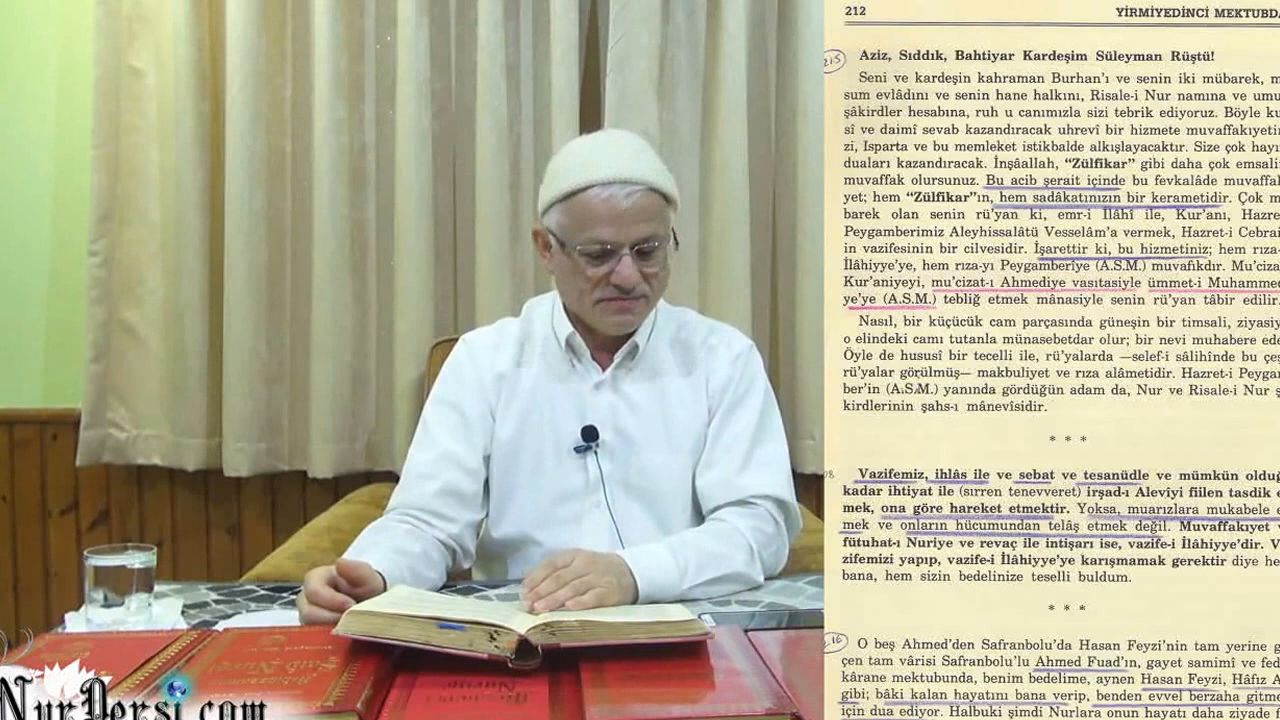 212 YİRMİYEDİNCİ MEKTUBDA
Aziz, Sıddık, Bahtiyar Kardeşim Süleyman Rüştü!
Seni ve kardeşin kahraman Burhan'ı ve senin iki mübarek, m
sum evlâdını ve senin hane halkını, Risale-i Nur namına ve umu
şâkirdler hesabına, ruh u canımızla sizi tebrik ediyoruz. Böyle ku
sî ve daimî sevab kazandıracak uhrevî bir hizmete muvaffakıyeti
zi, Isparta ve bu memleket istikbalde alkışlayacaktır. Size çok hayı
duaları kazandıracak. İnşâallah, "Zülfikar" gibi daha çok emsali
muvaffak olursunuz. Bu acib şerait içinde bu fevkalâde muvaffak
yet; hem "Zülfikar"ın, hem sadâkatınızın bir kerametidir. Çok m
barek olan senin rü'yan ki, emr-i İlâhî ile, Kur'anı, Hazre
Peygamberimiz Aleyhissalâtü Vesselâm'a vermek, Hazret-i Cebrai
in vazifesinin bir cilvesidir. İşarettir ki, bu hizmetiniz; hem rıza-
İlâhiyye'ye, hem rıza-yı Peygamberîye (A.S.M.) muvafıkdır. Mu'ciza
Kur'aniyeyi, mu'cizat-ı Ahmediye vasıtasiyle ümmet-i Muhammed
ye'ye (A.S.M.) tebliğ etmek mânasiyle senin rü'yan tâbir edilir.
Nasıl, bir küçücük cam parçasında güneşin bir timsali, ziyasiy
o elindeki camı tutanla münasebetdar olur; bir nevi muhabere ede
Öyle de hususî bir tecelli ile, rü'yalarda —selef-i sâlihînde bu çeş
rü'yalar görülmüş— makbuliyet ve rıza alâmetidir. Hazret-i Peygam
ber'in (A.S.M.) yanında gördüğün adam da, Nur ve Risale-i Nur ş
kirdlerinin şahs-ı mânevîsidir.
* * *
Vazifemiz, ihlâs ile ve sebat ve tesanüdle ve mümkün olduğ
kadar ihtiyat ile (sırren tenevveret) irşad-ı Alevîyi fiilen tasdik e
mek, ona göre hareket etmektir. Yoksa, muarızlara mukabele e
mek ve onların hücumundan telâş etmek değil. Muvaffakıyet v
fütuhat-ı Nuriye ve revaç ile intişarı ise, vazife-i İlâhiyye'dir. V
zifemizi yapıp, vazife-i İlâhiyye'ye karışmamak gerektir diye he
bana, hem sizin bedelinize teselli buldum.
* * *
O beş Ahmed'den Safranbolu'da Hasan Feyzi'nin tam yerine g
çen tam vârisi Safranbolu'lu Ahmed Fuad'ın, gayet samimî ve fed
kârane mektubunda, benim bedelime, aynen Hasan Feyzi, Hâfız A
gibi; bâki kalan hayatını bana verip, benden evvel berzaha gitme
için dua ediyor. Halbuki şimdi Nurlara onun hayatı daha ziyade f
NurDersi.com